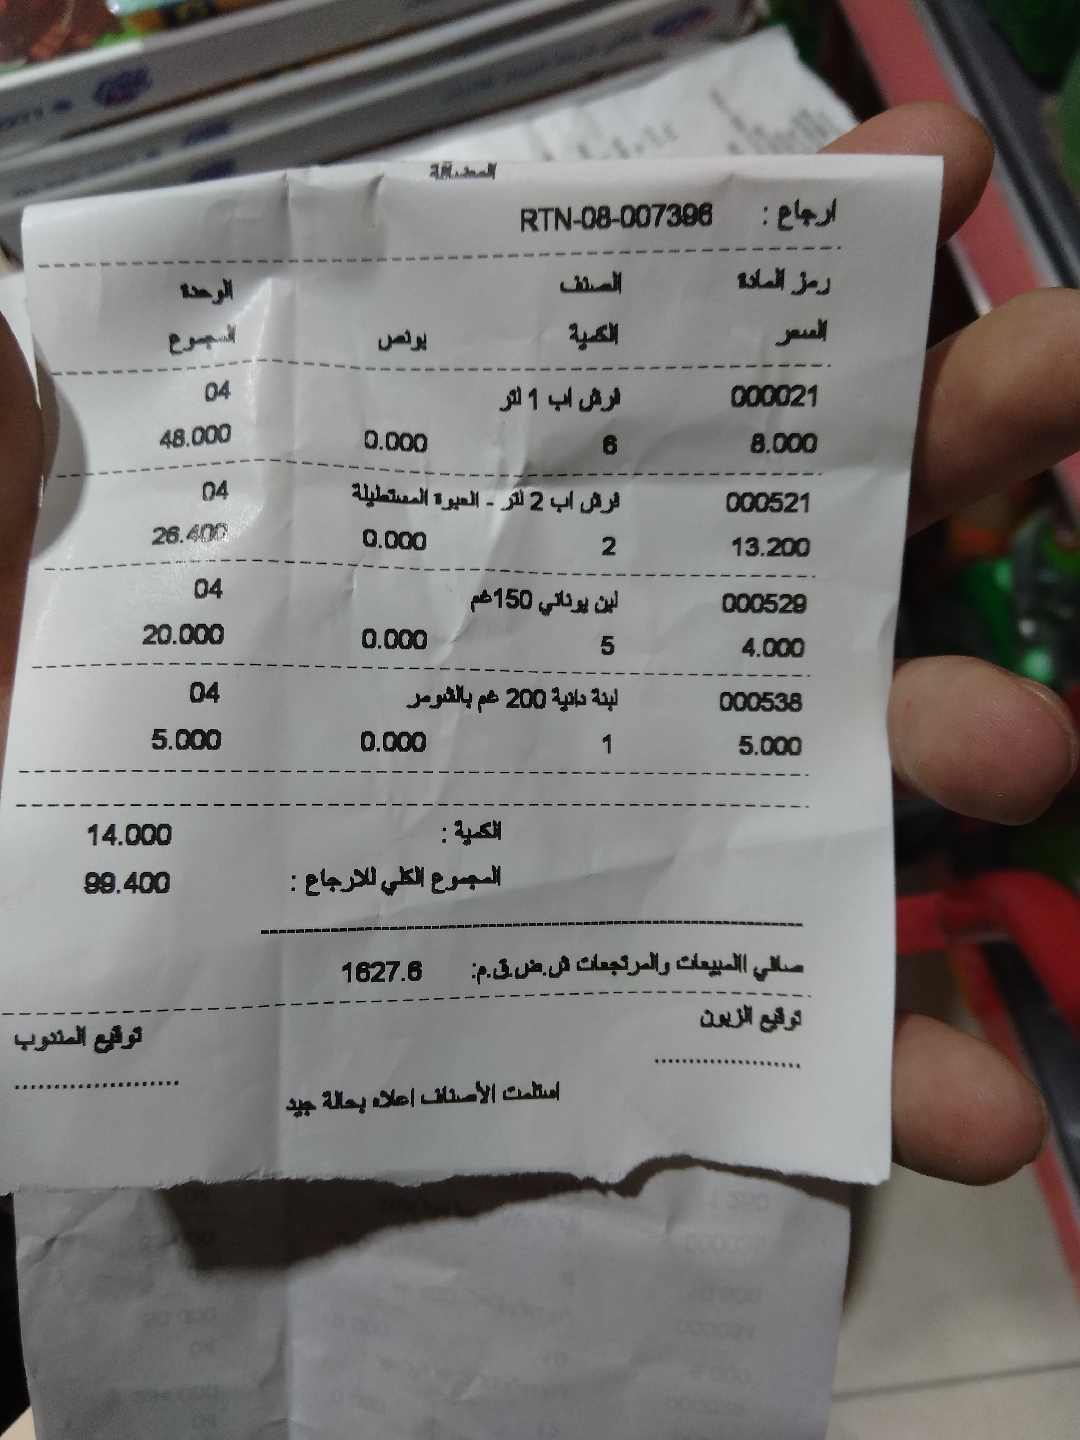 ارجاع : RTN-08-007396
رمز المادة الصنف الوحدة
السعر الكمية بونص المجموع
000021 فرش اب 1 لتر 04
8.000 6 0.000 48.000
000521 فرش اب 2 لتر - العبوة المستطيلة 04
13.200 2 0.000 26.400
000529 لبن يوناني 150غم 04
4.000 5 0.000 20.000
000538 لبنة دانية 200 غم بالشومر 04
5.000 1 0.000 5.000
الكمية : 14.000
المجموع الكلي للارجاع : 99.400
صافي االمبيعات والمرتجعات ش.ض.ق.م: 1627.6
توقيع الزبون توقيع المندوب
..................... .....................
استلمت الأصناف اعلاه بحالة جيد